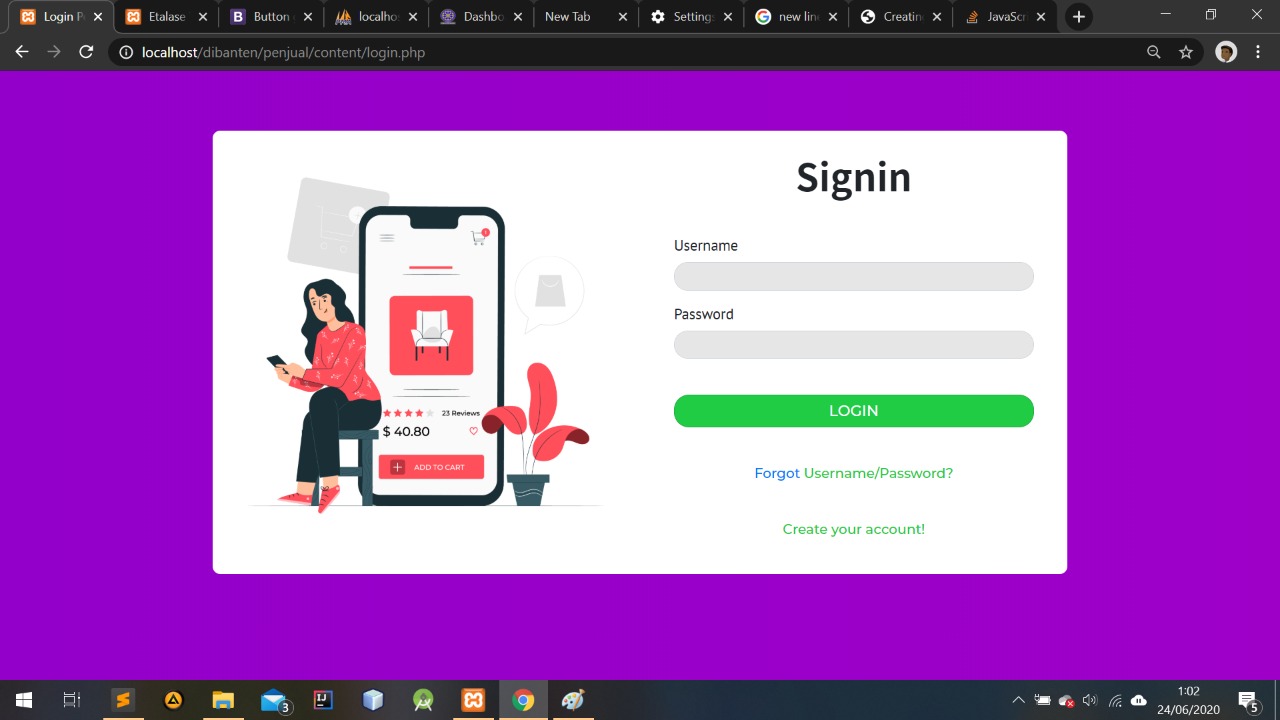 Login P
Etalase
Button
localho
Dashbo
New Tab
Setting
new line
Creatin
JavaScr
localhost/dibanten/penjual/content/login.php
Signin
Username
Password
LOGIN
Forgot Username/Password?
Create your account!
1
23 Reviews
$ 40.80
ADD TO CART
3
1:02
24/06/2020
5